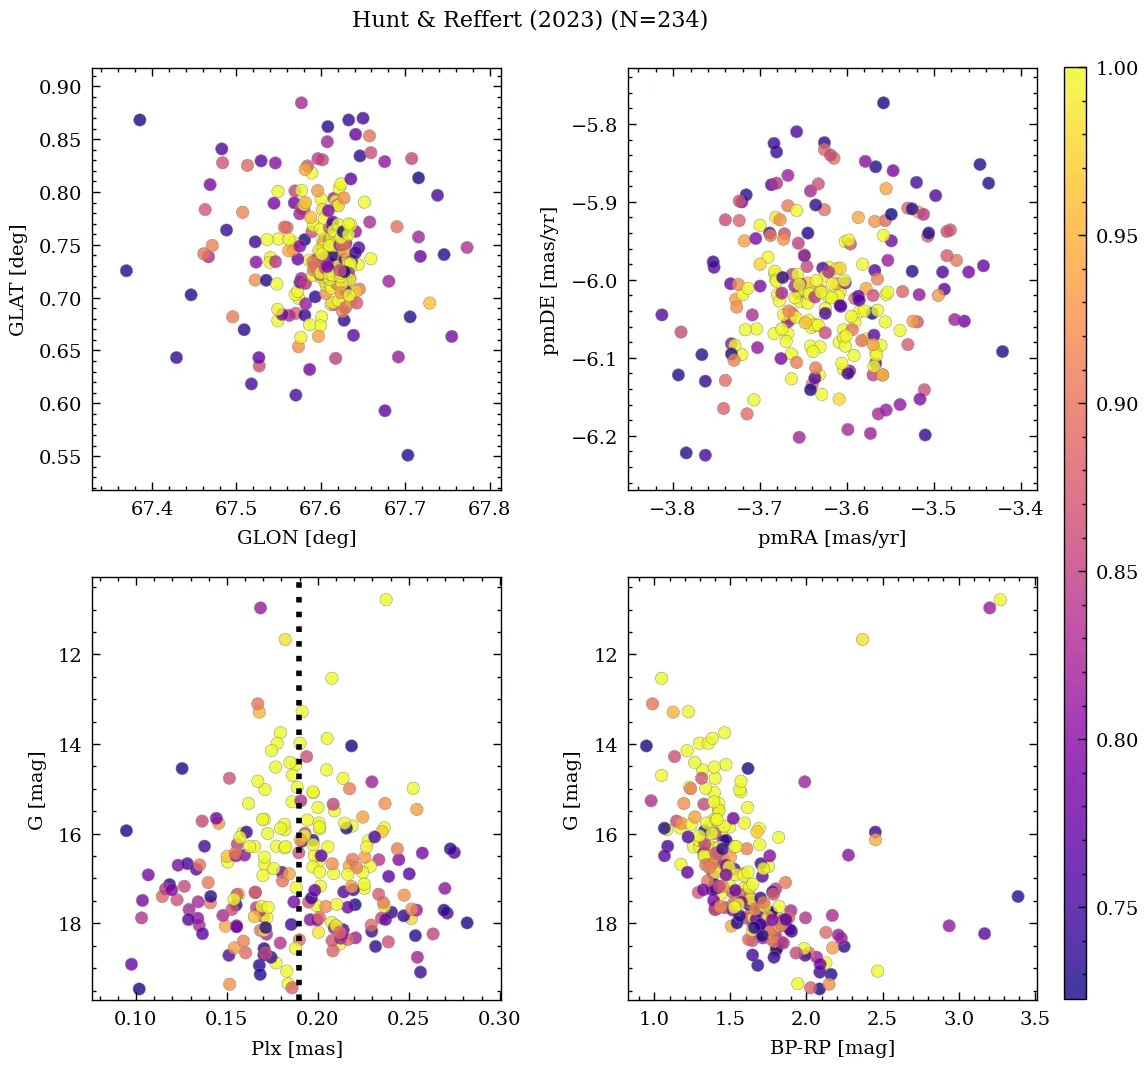 Hunt & Reffert (2023) (N=234)
0.90
0.85
0.80
0.75
0.70
0.65
0.60
0.55
GLAT [deg]
67.4 67.5 67.6 67.7 67.8
GLON [deg]
−5.8
−5.9
−6.0
−6.1
−6.2
pmDE [mas/yr]
−3.8 −3.7 −3.6 −3.5 −3.4
pmRA [mas/yr]
12
14
16
18
G [mag]
0.10 0.15 0.20 0.25 0.30
Plx [mas]
12
14
16
18
G [mag]
1.0 1.5 2.0 2.5 3.0 3.5
BP-RP [mag]
1.00
0.95
0.90
0.85
0.80
0.75